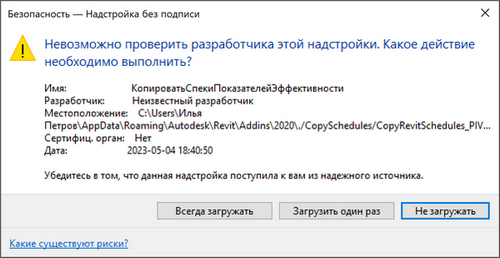 Безопасность — Надстройка без подписи
Невозможно проверить разработчика этой надстройки. Какое действие
необходимо выполнить?
Имя: КопироватьСпекиПоказателейЭффективности
Разработчик: Неизвестный разработчик
Местоположение: C:\Users\Илья
Петров\AppData\Roaming\Autodesk\Revit\Addins\2020\./CopySchedules/CopyRevitSchedules_PIV...
Сертифиц. орган: Нет
Дата: 2023-05-04 18:40:50
Убедитесь в том, что данная надстройка поступила к вам из надежного источника.
Всегда загружать Загрузить один раз Не загружать
Какие существуют риски?